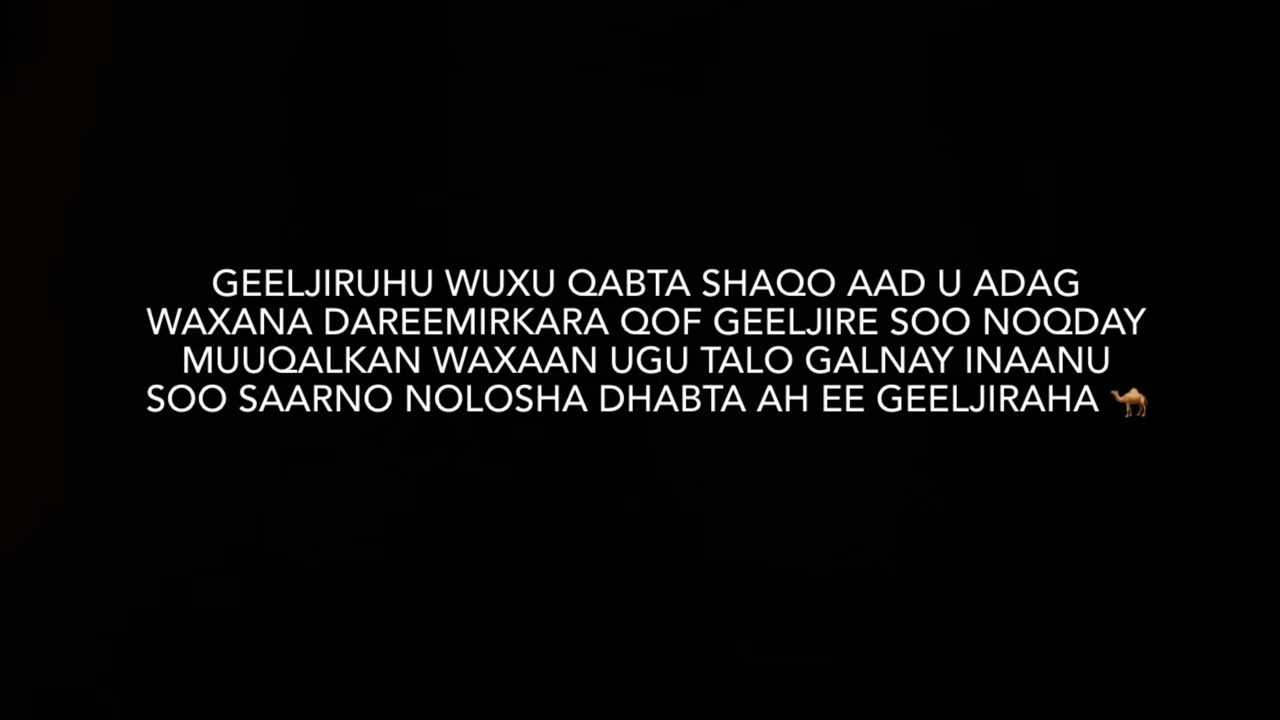 GEELJIRUHU WUXU QABTA SHAQO AAD U ADAG
WAXANA DAREEMIRKARA QOF GEELJIRE SOO NOQDAY
MUUQALKAN WAXAAN UGU TALO GALNAY INAANU
SOO SAARNO NOLOSHA DHABTA AH EE GEELJIRAHA 🐪